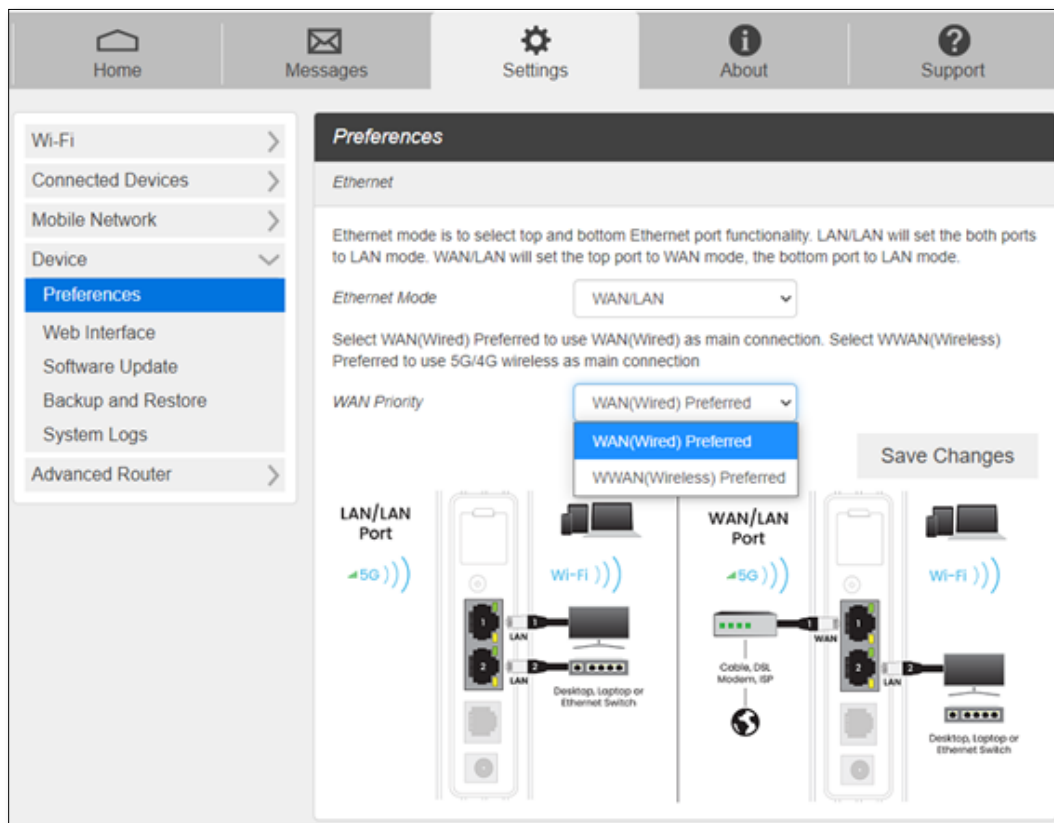 Home
Messages
Settings
About
Support
Wi-Fi
Connected Devices
Mobile Network
Device
Preferences
Web Interface
Software Update
Backup and Restore
System Logs
Advanced Router
Preferences
Ethernet
Ethernet mode is to select top and bottom Ethernet port functionality. LAN/LAN will set the both ports
to LAN mode. WAN/LAN will set the top port to WAN mode, the bottom port to LAN mode.
Ethernet Mode
WAN/LAN
Select WAN(Wired) Preferred to use WAN(Wired) as main connection. Select WWAN(Wireless)
Preferred to use 5G/4G wireless as main connection
WAN Priority
WAN(Wired) Preferred
WAN(Wired) Preferred
WWAN(Wireless) Preferred
Save Changes
LAN/LAN
Port
5G
Wi-Fi
1
LAN
1
2
LAN
2
Desktop, Laptop or
Ethernet Switch
WAN/LAN
Port
5G
Wi-Fi
1
WAN
1
Cable, DSL
Modem, ISP
2
LAN
2
Desktop, Laptop or
Ethernet Switch